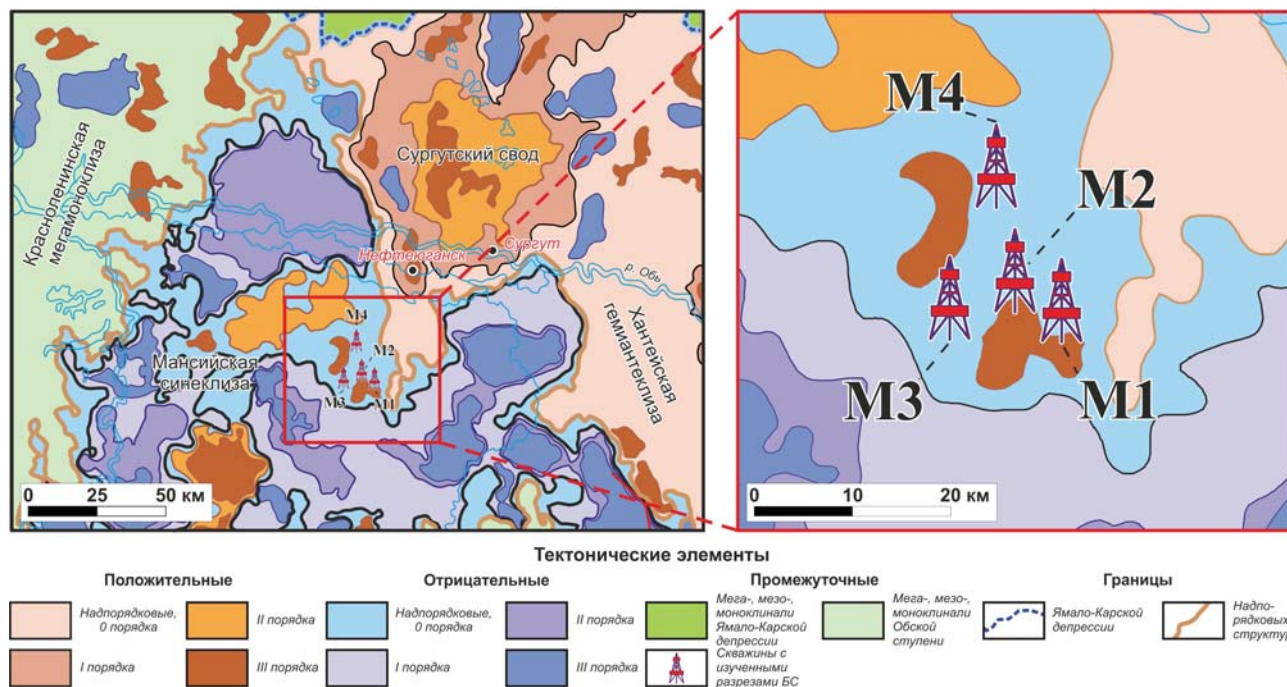 Красноленинская
мегамоноклиза
Сургутский свод
Нефтеюганск
Сургут
р. Обь
Мансийская
синеклиза
Хантейская
гемиантеклиза
М4
М2
М3
М1
0 25 50 км
М4
М2
М3
М1
0 10 20 км
Тектонические элементы
Положительные
Отрицательные
Промежуточные
Границы
Надпорядковые,
0 порядка
II порядка
Надпорядковые,
0 порядка
II порядка
Мега-, мезо-,
моноклинали
Ямало-Карской
депрессии
Мега-, мезо-,
моноклинали
Обской
ступени
Ямало-Карской
депрессии
Надпо-
рядковых
структур
I порядка
III порядка
I порядка
III порядка
Скважины с
изученными
разрезами БС